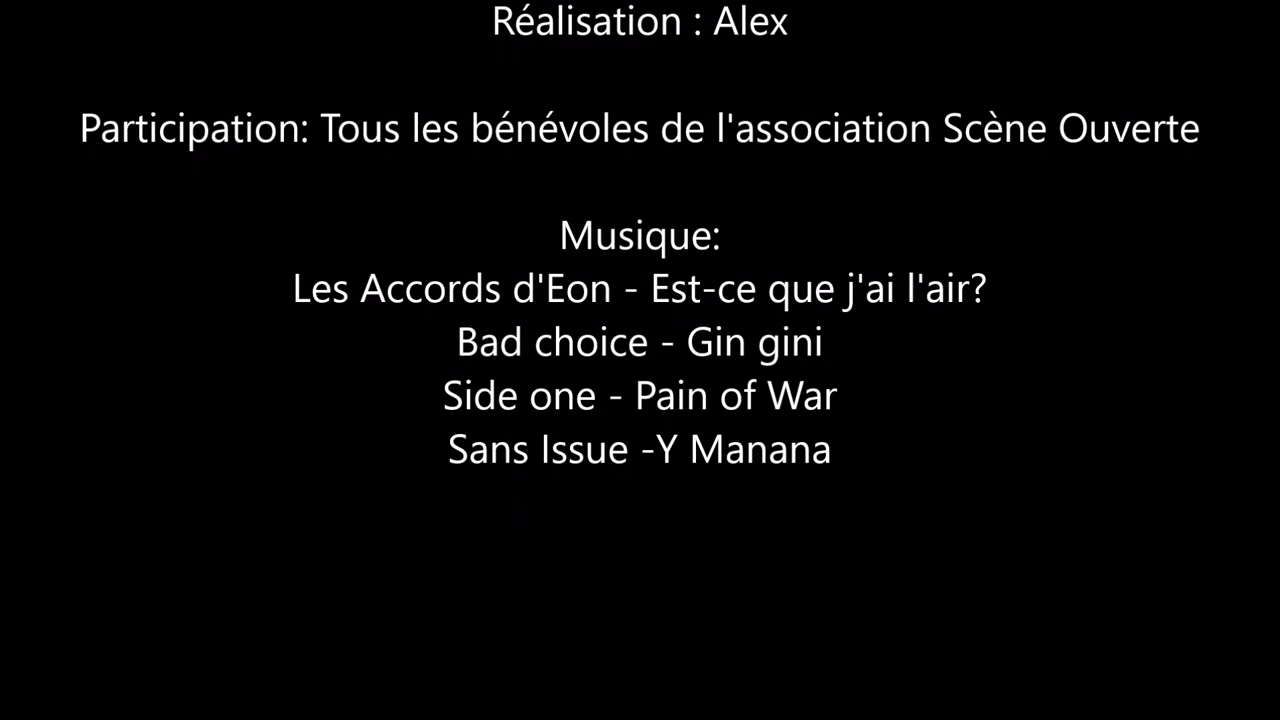 Réalisation : Alex
Participation: Tous les bénévoles de l'association Scène Ouverte
Musique:
Les Accords d'Eon - Est-ce que j'ai l'air?
Bad choice - Gin gini
Side one - Pain of War
Sans Issue -Y Manana